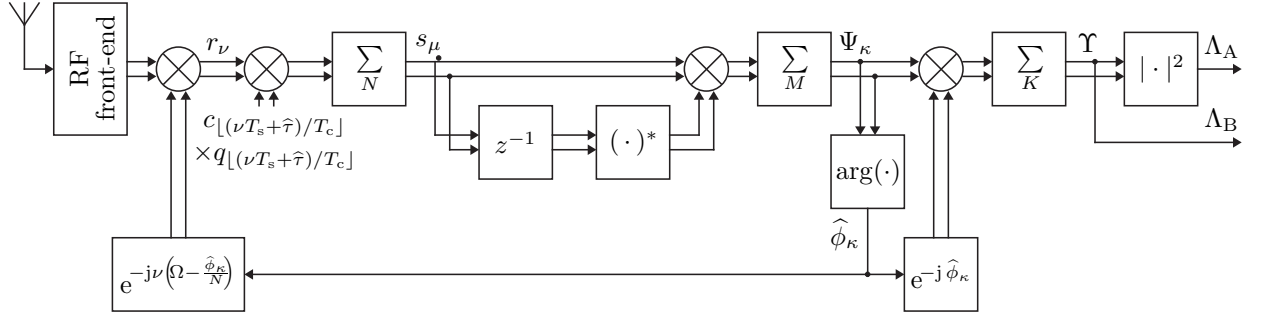 RF
front-end
r_ν
c_{⌊(νT_s+τ̂)/T_c⌋}
×q_{⌊(νT_s+τ̂)/T_c⌋}
∑
N
s_μ
z^{−1}
(·)^*
∑
M
Ψ_κ
arg(·)
φ̂_κ
∑
K
Υ
|·|^2
Λ_A
Λ_B
e^{−jν(Ω−φ̂_κ/N)}
e^{−j φ̂_κ}